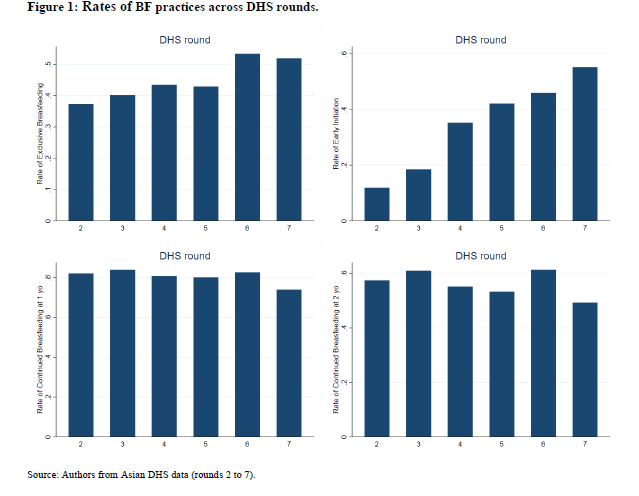 Figure 1: Rates of BF practices across DHS rounds.
DHS round
Rate of Exclusive Breasfeeding
0 .1 .2 .3 .4 .5
2 3 4 5 6 7
DHS round
Rate of Early Initiation
0 .2 .4 .6
2 3 4 5 6 7
DHS round
Rate of Continued Breasfeeding at 1 yo
0 .2 .4 .6 .8
2 3 4 5 6 7
DHS round
Rate of Continued Breasfeeding at 2 yo
0 .2 .4 .6
2 3 4 5 6 7
Source: Authors from Asian DHS data (rounds 2 to 7).